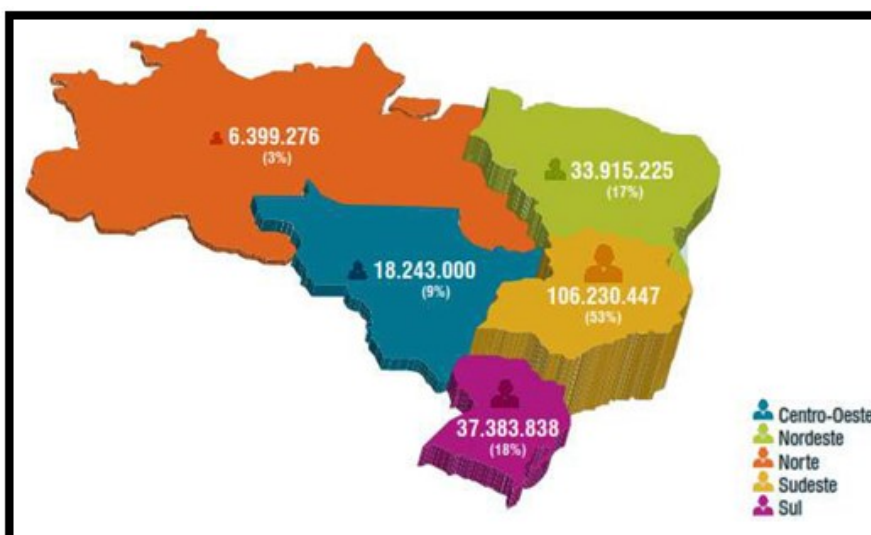 6.399.276
(3%)
33.915.225
(17%)
18.243.000
(9%)
106.230.447
(53%)
37.383.838
(18%)
Centro-Oeste
Nordeste
Norte
Sudeste
Sul